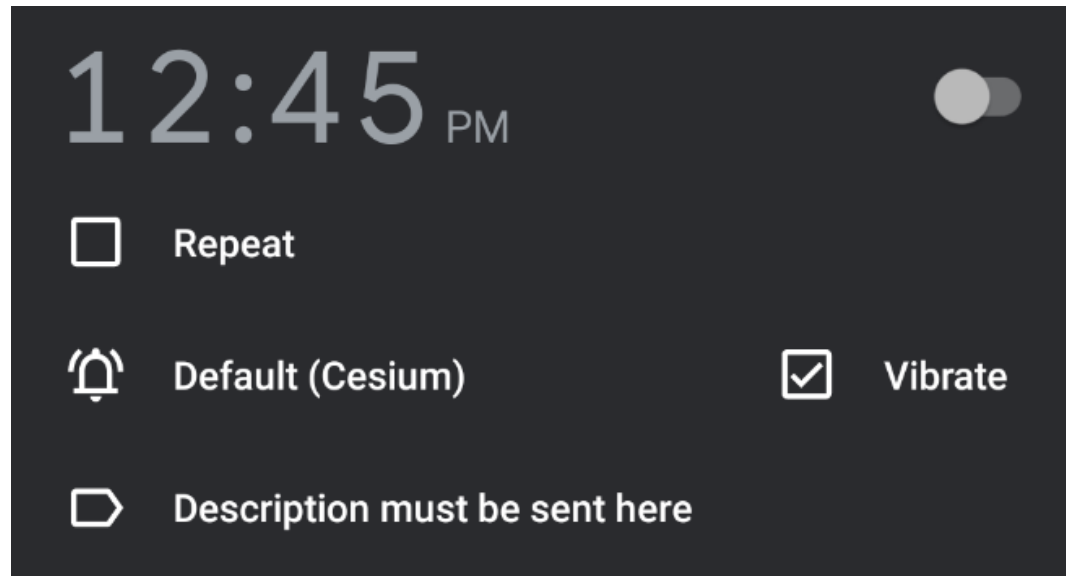 12:45 PM
Repeat
Default (Cesium) Vibrate
Description must be sent here